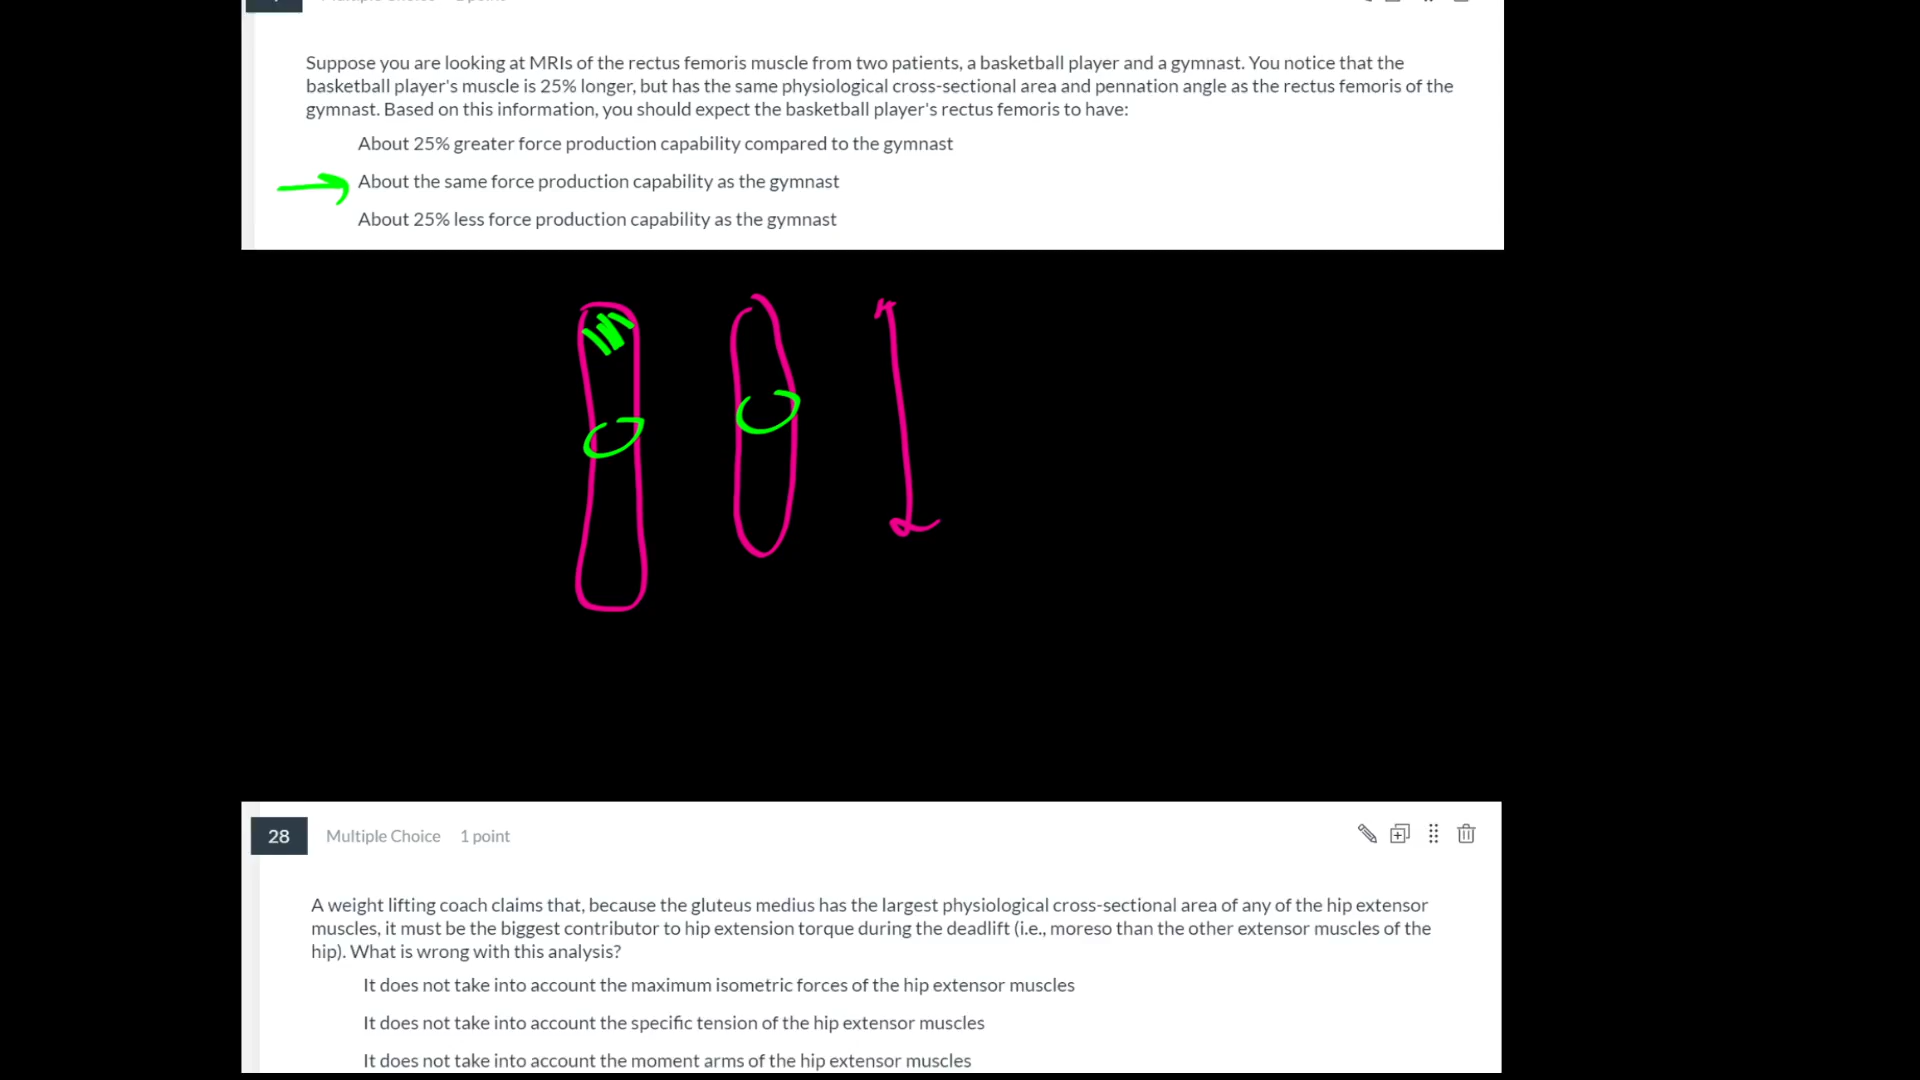 Suppose you are looking at MRIs of the rectus femoris muscle from two patients, a basketball player and a gymnast. You notice that the
basketball player's muscle is 25% longer, but has the same physiological cross-sectional area and pennation angle as the rectus femoris of the
gymnast. Based on this information, you should expect the basketball player's rectus femoris to have:
About 25% greater force production capability compared to the gymnast
About the same force production capability as the gymnast
About 25% less force production capability as the gymnast
28 Multiple Choice 1 point
A weight lifting coach claims that, because the gluteus medius has the largest physiological cross-sectional area of any of the hip extensor
muscles, it must be the biggest contributor to hip extension torque during the deadlift (i.e., moreso than the other extensor muscles of the
hip). What is wrong with this analysis?
It does not take into account the maximum isometric forces of the hip extensor muscles
It does not take into account the specific tension of the hip extensor muscles
It does not take into account the moment arms of the hip extensor muscles